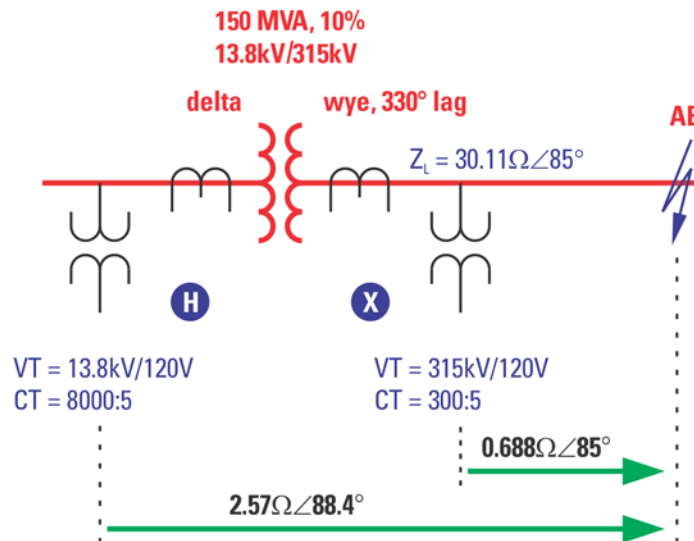 150 MVA, 10%
13.8kV/315kV
delta
wye, 330° lag
Z_L = 30.11Ω∠85°
H
X
VT = 13.8kV/120V
CT = 8000:5
VT = 315kV/120V
CT = 300:5
0.688Ω∠85°
2.57Ω∠88.4°